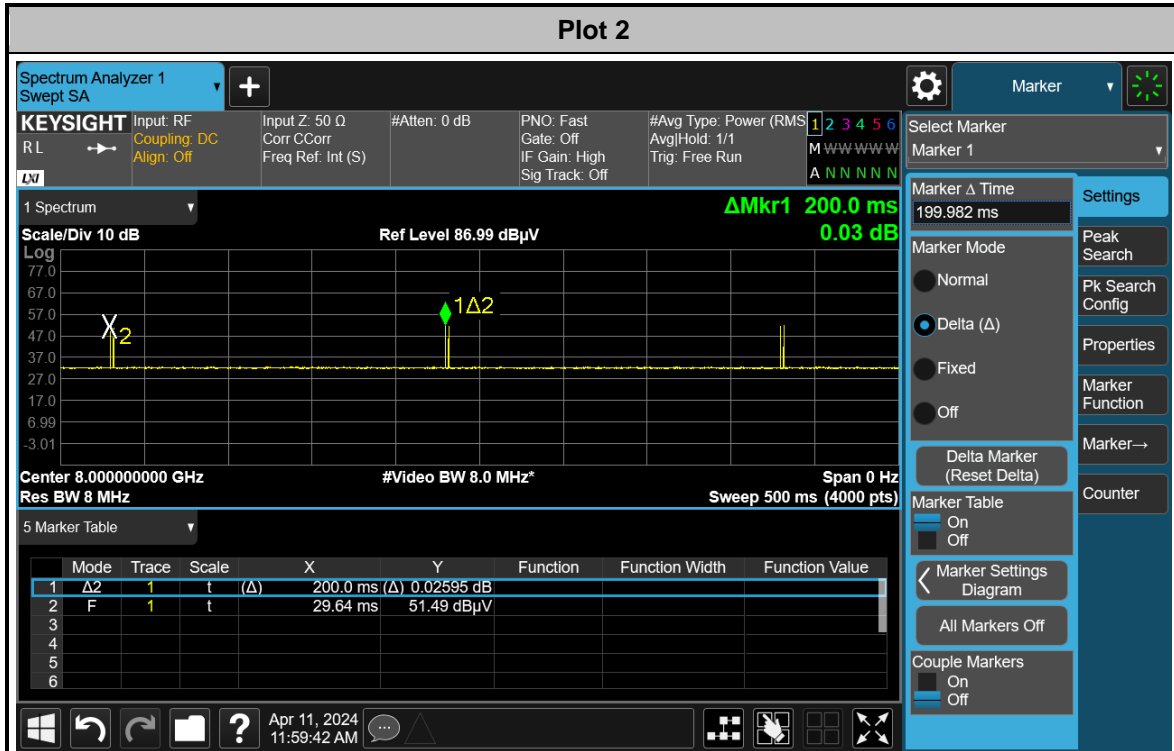 Plot 2
Spectrum Analyzer 1
Swept SA
+
Marker
KEYSIGHT
R L
LXI
Input: RF
Coupling: DC
Align: Off
Input Z: 50 Ω
Corr CCorr
Freq Ref: Int (S)
#Atten: 0 dB
PNO: Fast
Gate: Off
IF Gain: High
Sig Track: Off
#Avg Type: Power (RMS
Avg|Hold: 1/1
Trig: Free Run
1 2 3 4 5 6
M W W W W W
A N N N N N
Select Marker
Marker 1
1 Spectrum
ΔMkr1 200.0 ms
0.03 dB
Scale/Div 10 dB
Ref Level 86.99 dBµV
Log
77.0
67.0
57.0
47.0
37.0
27.0
17.0
6.99
-3.01
X2
1Δ2
Center 8.000000000 GHz
#Video BW 8.0 MHz*
Span 0 Hz
Res BW 8 MHz
Sweep 500 ms (4000 pts)
5 Marker Table
Mode Trace Scale X Y Function Function Width Function Value
1 Δ2 1 t (Δ) 200.0 ms (Δ) 0.02595 dB
2 F 1 t 29.64 ms 51.49 dBµV
3
4
5
6
Marker Δ Time
199.982 ms
Marker Mode
Normal
Delta (Δ)
Fixed
Off
Delta Marker
(Reset Delta)
Marker Table
On
Off
Marker Settings
Diagram
All Markers Off
Couple Markers
On
Off
Settings
Peak
Search
Pk Search
Config
Properties
Marker
Function
Marker→
Counter
?
Apr 11, 2024
11:59:42 AM